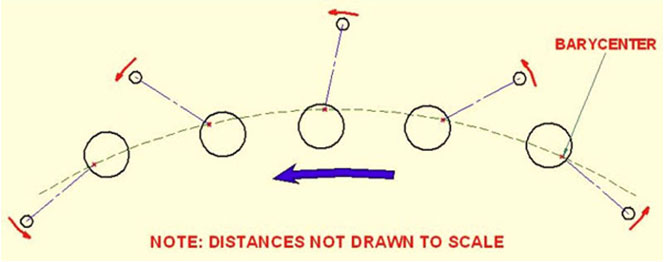 BARYCENTER
NOTE: DISTANCES NOT DRAWN TO SCALE